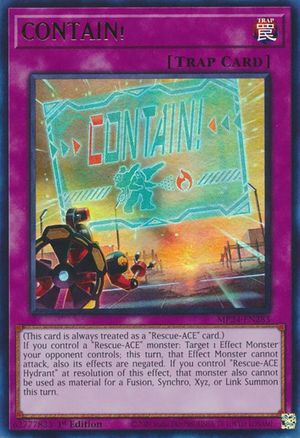 CONTAIN!
TRAP
罠
[TRAP CARD]
CONTAIN!
MP24-EN283
(This card is always treated as a "Rescue-ACE" card.)
If you control a "Rescue-ACE" monster: Target 1 Effect Monster
your opponent controls; this turn, that Effect Monster cannot
attack, also its effects are negated. If you control "Rescue-ACE
Hydrant" at resolution of this effect, that monster also cannot
be used as material for a Fusion, Synchro, Xyz, or Link Summon
this turn.
1st Edition